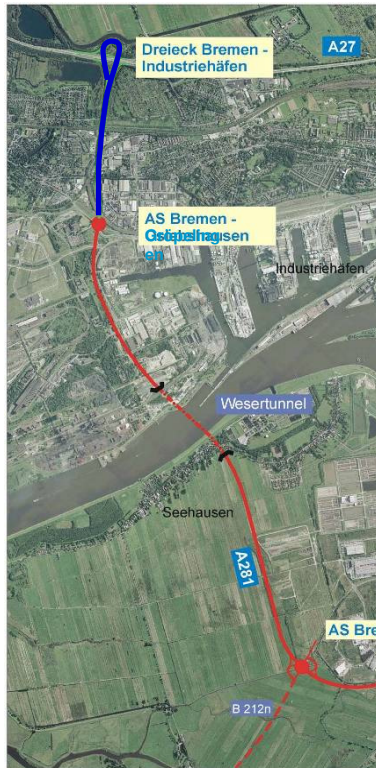 Dreieck Bremen -
Industriehäfen
A27
AS Bremen -
Industriehäfen
Wesertunnel
Seehausen
A281
AS Bre
B 212n